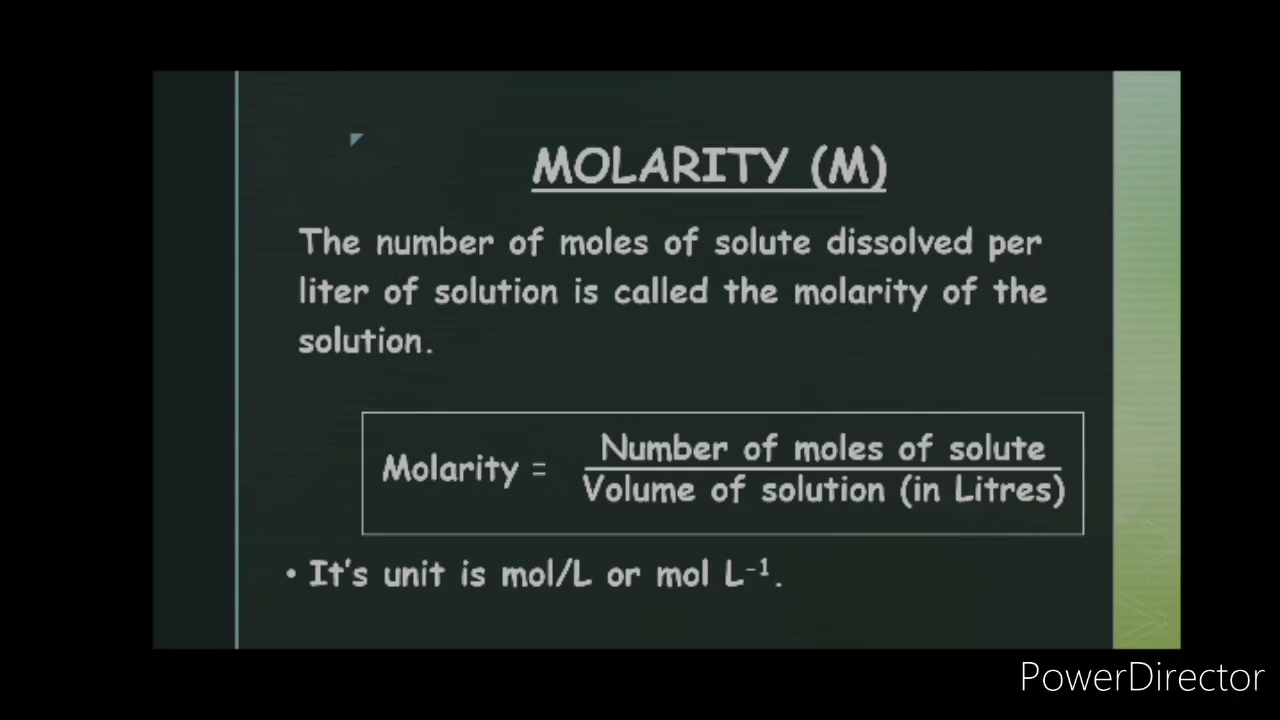 MOLARITY (M)
The number of moles of solute dissolved per
liter of solution is called the molarity of the
solution.
Number of moles of solute
Molarity =
Volume of solution (in Litres)
• It's unit is mol/L or mol L⁻¹.
PowerDirector